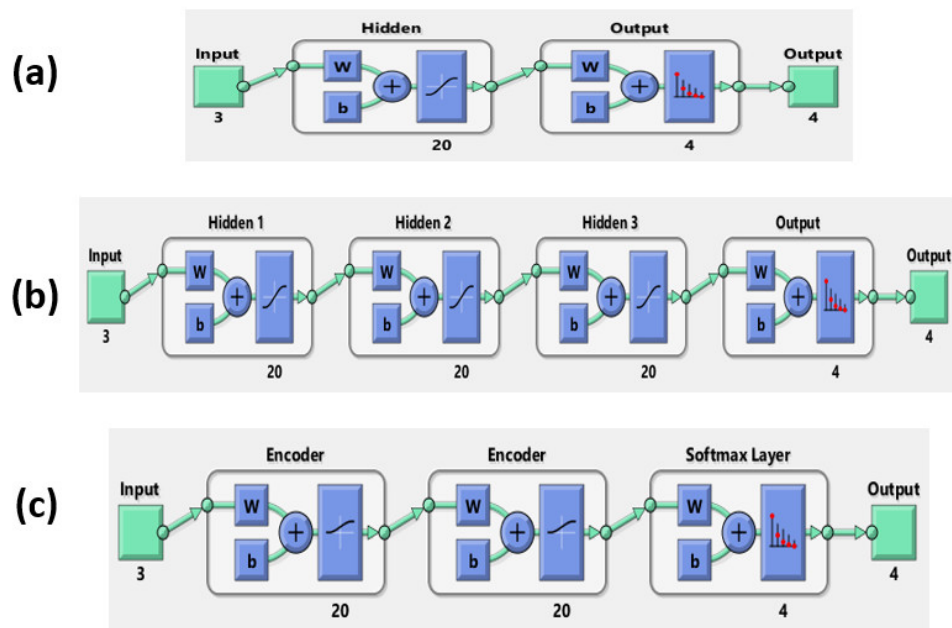 (a)
Hidden Output
Input Output
W b + W b +
3 20 4 4
(b)
Hidden 1 Hidden 2 Hidden 3 Output
Input Output
W b + W b + W b + W b +
3 20 20 20 4 4
(c)
Encoder Encoder Softmax Layer
Input Output
W b + W b + W b +
3 20 20 4 4